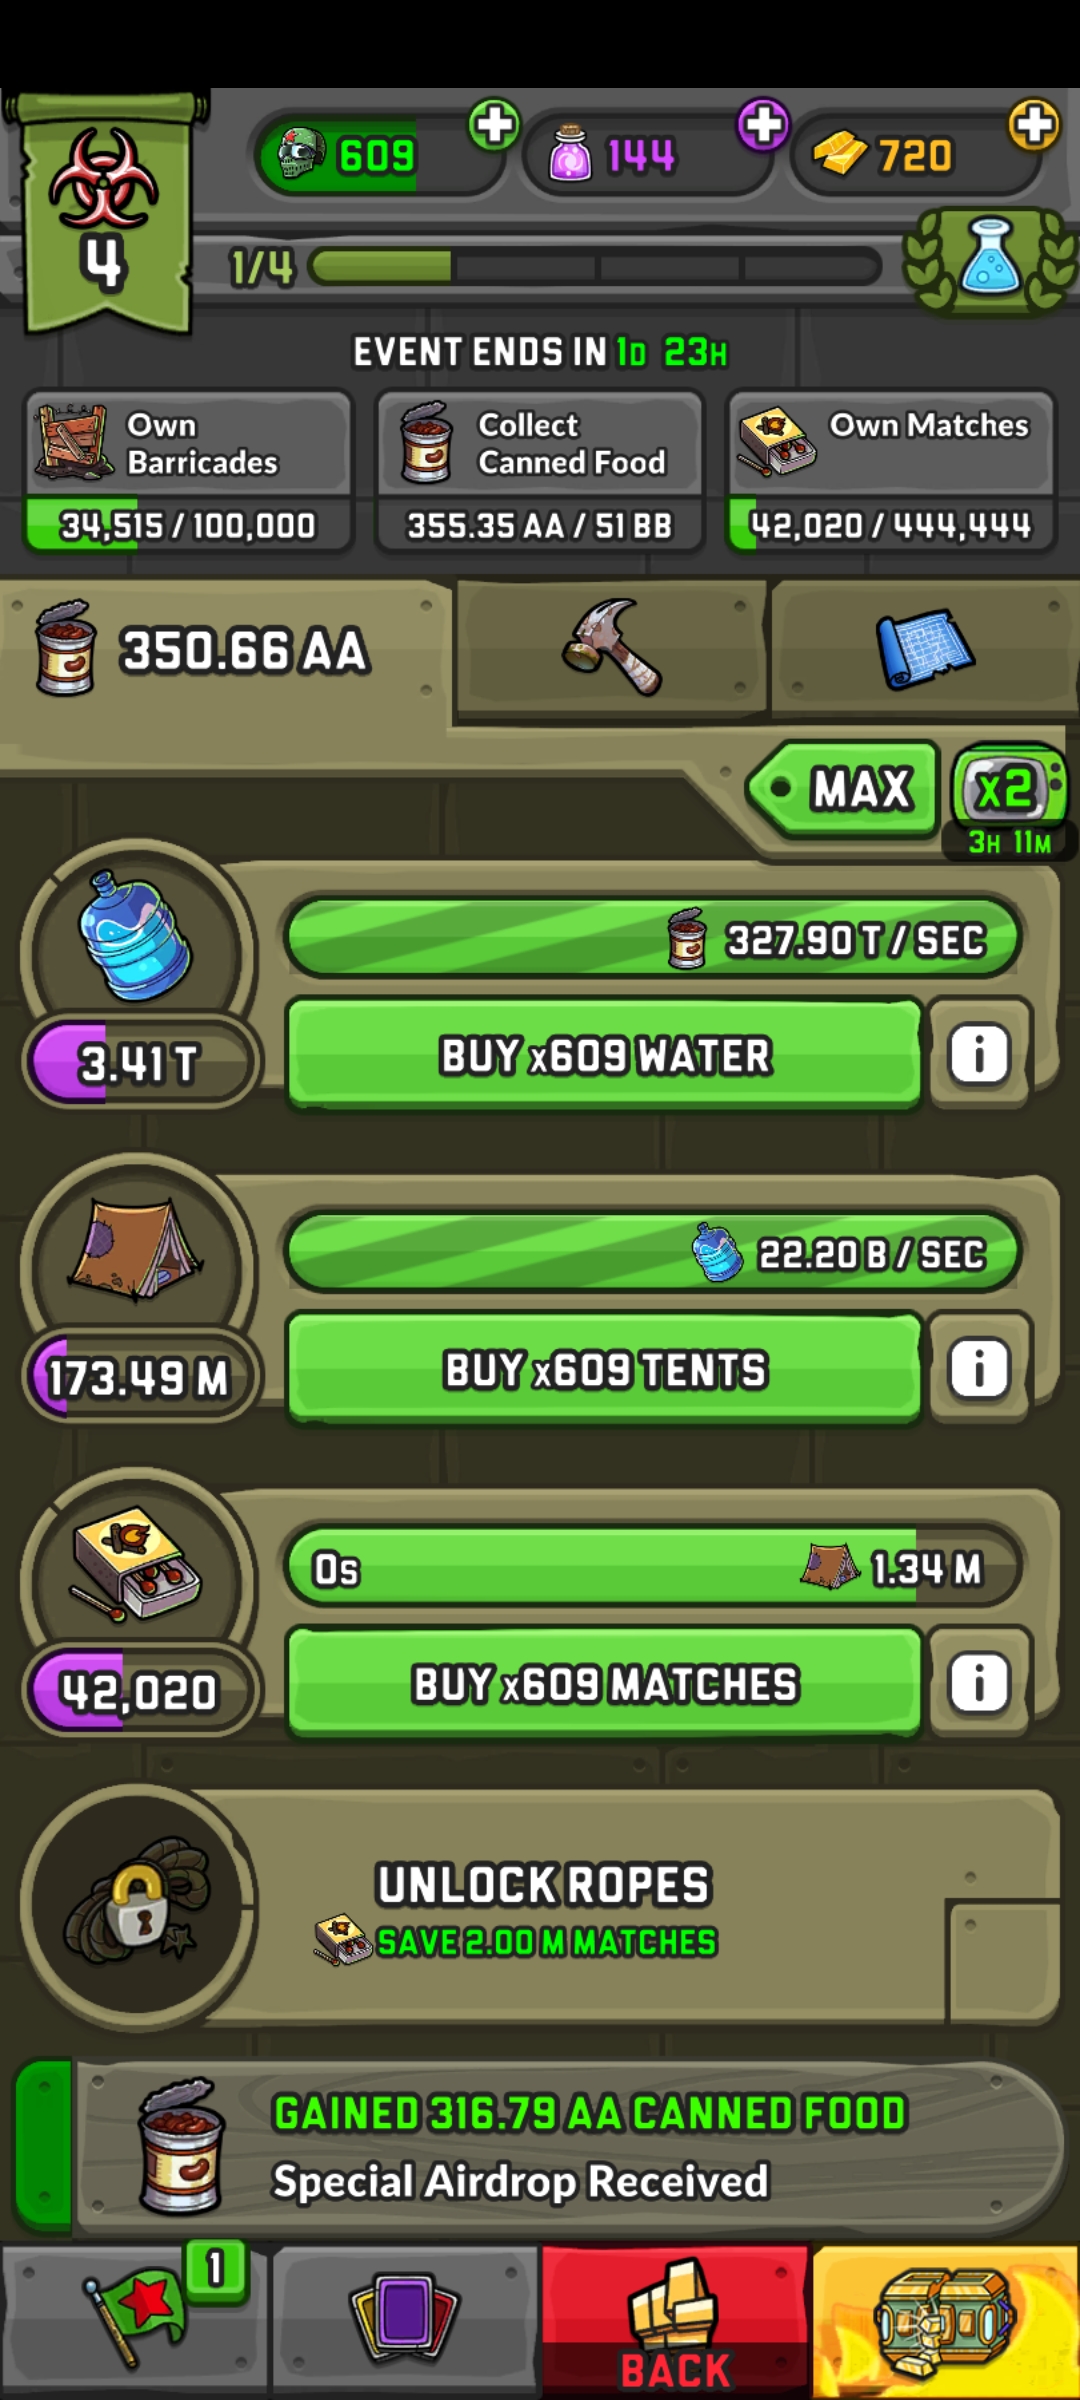 609
144
720
4
1/4
EVENT ENDS IN 1D 23H
Own Barricades
34,515 / 100,000
Collect Canned Food
355.35 AA / 51 BB
Own Matches
42,020 / 444,444
350.66 AA
MAX
x2
3H 11M
327.90 T / SEC
3.41 T
BUY x609 WATER
i
22.20 B / SEC
173.49 M
BUY x609 TENTS
i
0s
1.34 M
42,020
BUY x609 MATCHES
i
UNLOCK ROPES
SAVE 2.00 M MATCHES
GAINED 316.79 AA CANNED FOOD
Special Airdrop Received
1
BACK